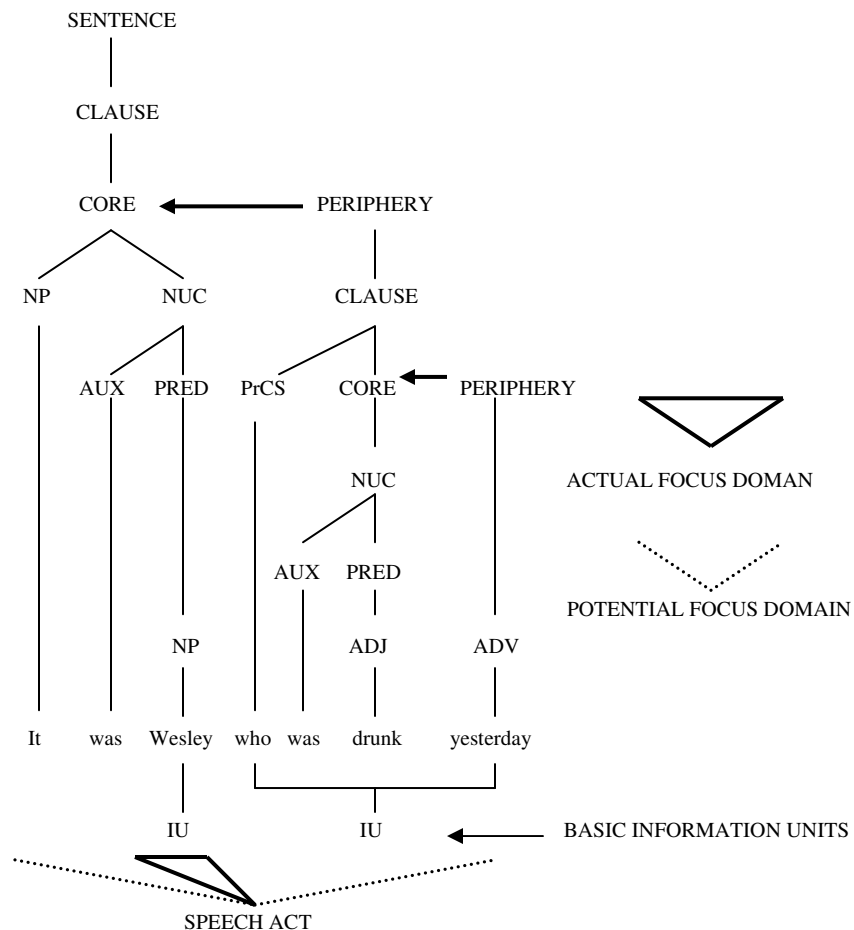 SENTENCE
CLAUSE
CORE PERIPHERY
NP NUC CLAUSE
AUX PRED PrCS CORE PERIPHERY
NUC ACTUAL FOCUS DOMAN
AUX PRED
POTENTIAL FOCUS DOMAIN
NP ADJ ADV
It was Wesley who was drunk yesterday
IU IU BASIC INFORMATION UNITS
SPEECH ACT